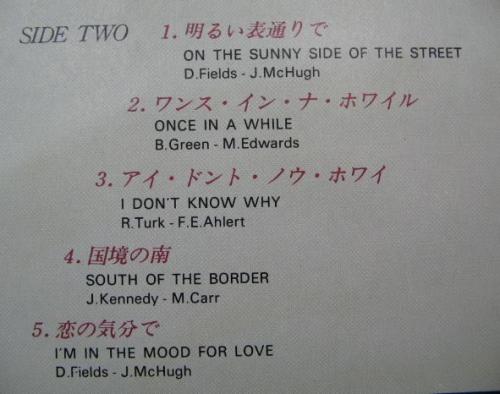 SIDE TWO
1. 明るい表通りで
ON THE SUNNY SIDE OF THE STREET
D.Fields - J.McHugh
2. ワンス・イン・ナ・ホワイル
ONCE IN A WHILE
B.Green - M.Edwards
3. アイ・ドント・ノウ・ホワイ
I DON'T KNOW WHY
R.Turk - F.E.Ahlert
4. 国境の南
SOUTH OF THE BORDER
J.Kennedy - M.Carr
5. 恋の気分で
I'M IN THE MOOD FOR LOVE
D.Fields - J.McHugh